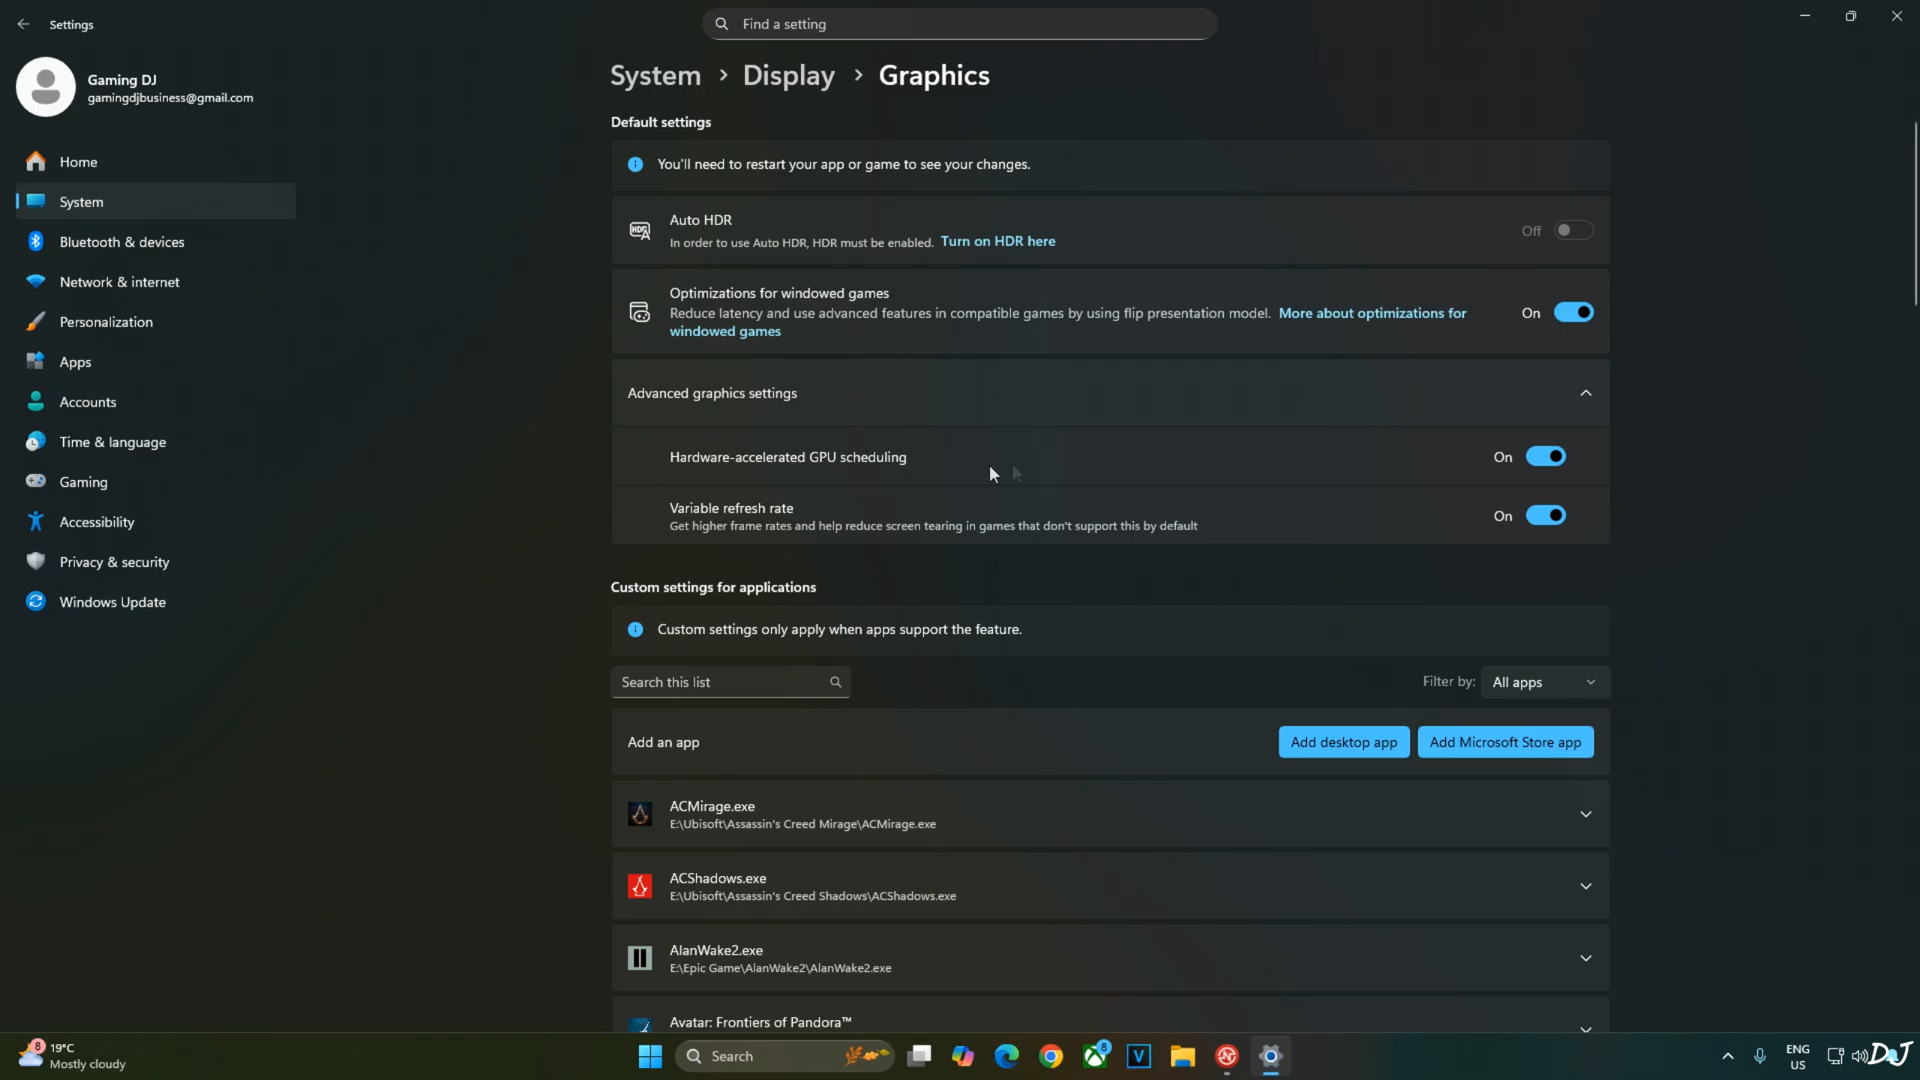 Settings
Find a setting
Gaming DJ
gamingdjbusiness@gmail.com
Home
System
Bluetooth & devices
Network & internet
Personalization
Apps
Accounts
Time & language
Gaming
Accessibility
Privacy & security
Windows Update
System > Display > Graphics
Default settings
You'll need to restart your app or game to see your changes.
Auto HDR
In order to use Auto HDR, HDR must be enabled. Turn on HDR here
Off
Optimizations for windowed games
Reduce latency and use advanced features in compatible games by using flip presentation model. More about optimizations for
windowed games
On
Advanced graphics settings
Hardware-accelerated GPU scheduling
On
Variable refresh rate
Get higher frame rates and help reduce screen tearing in games that don't support this by default
On
Custom settings for applications
Custom settings only apply when apps support the feature.
Search this list
Filter by: All apps
Add an app
Add desktop app
Add Microsoft Store app
ACMirage.exe
E:\Ubisoft\Assassin's Creed Mirage\ACMirage.exe
ACShadows.exe
E:\Ubisoft\Assassin's Creed Shadows\ACShadows.exe
AlanWake2.exe
E:\Epic Game\AlanWake2\AlanWake2.exe
Avatar: Frontiers of Pandora™
8
19°C
Mostly cloudy
Search
8
V
ENG
US
DJ